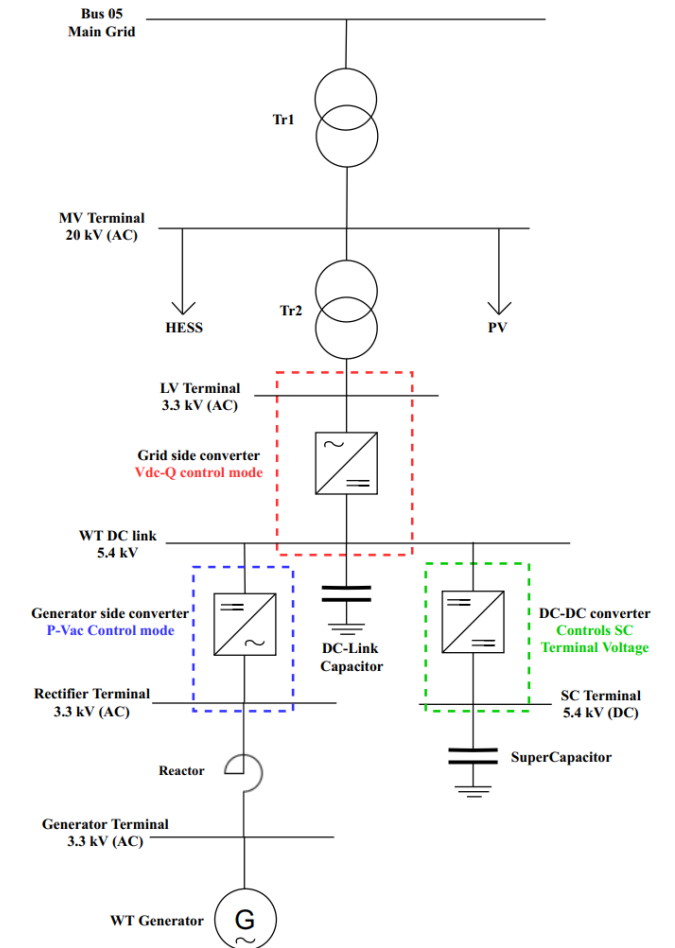 Bus 05
Main Grid
Tr1
MV Terminal
20 kV (AC)
HESS
Tr2
PV
LV Terminal
3.3 kV (AC)
Grid side converter
Vdc-Q control mode
WT DC link
5.4 kV
Generator side converter
P-Vac Control mode
DC-Link
Capacitor
DC-DC converter
Controls SC
Terminal Voltage
Rectifier Terminal
3.3 kV (AC)
SC Terminal
5.4 kV (DC)
Reactor
SuperCapacitor
Generator Terminal
3.3 kV (AC)
WT Generator
G